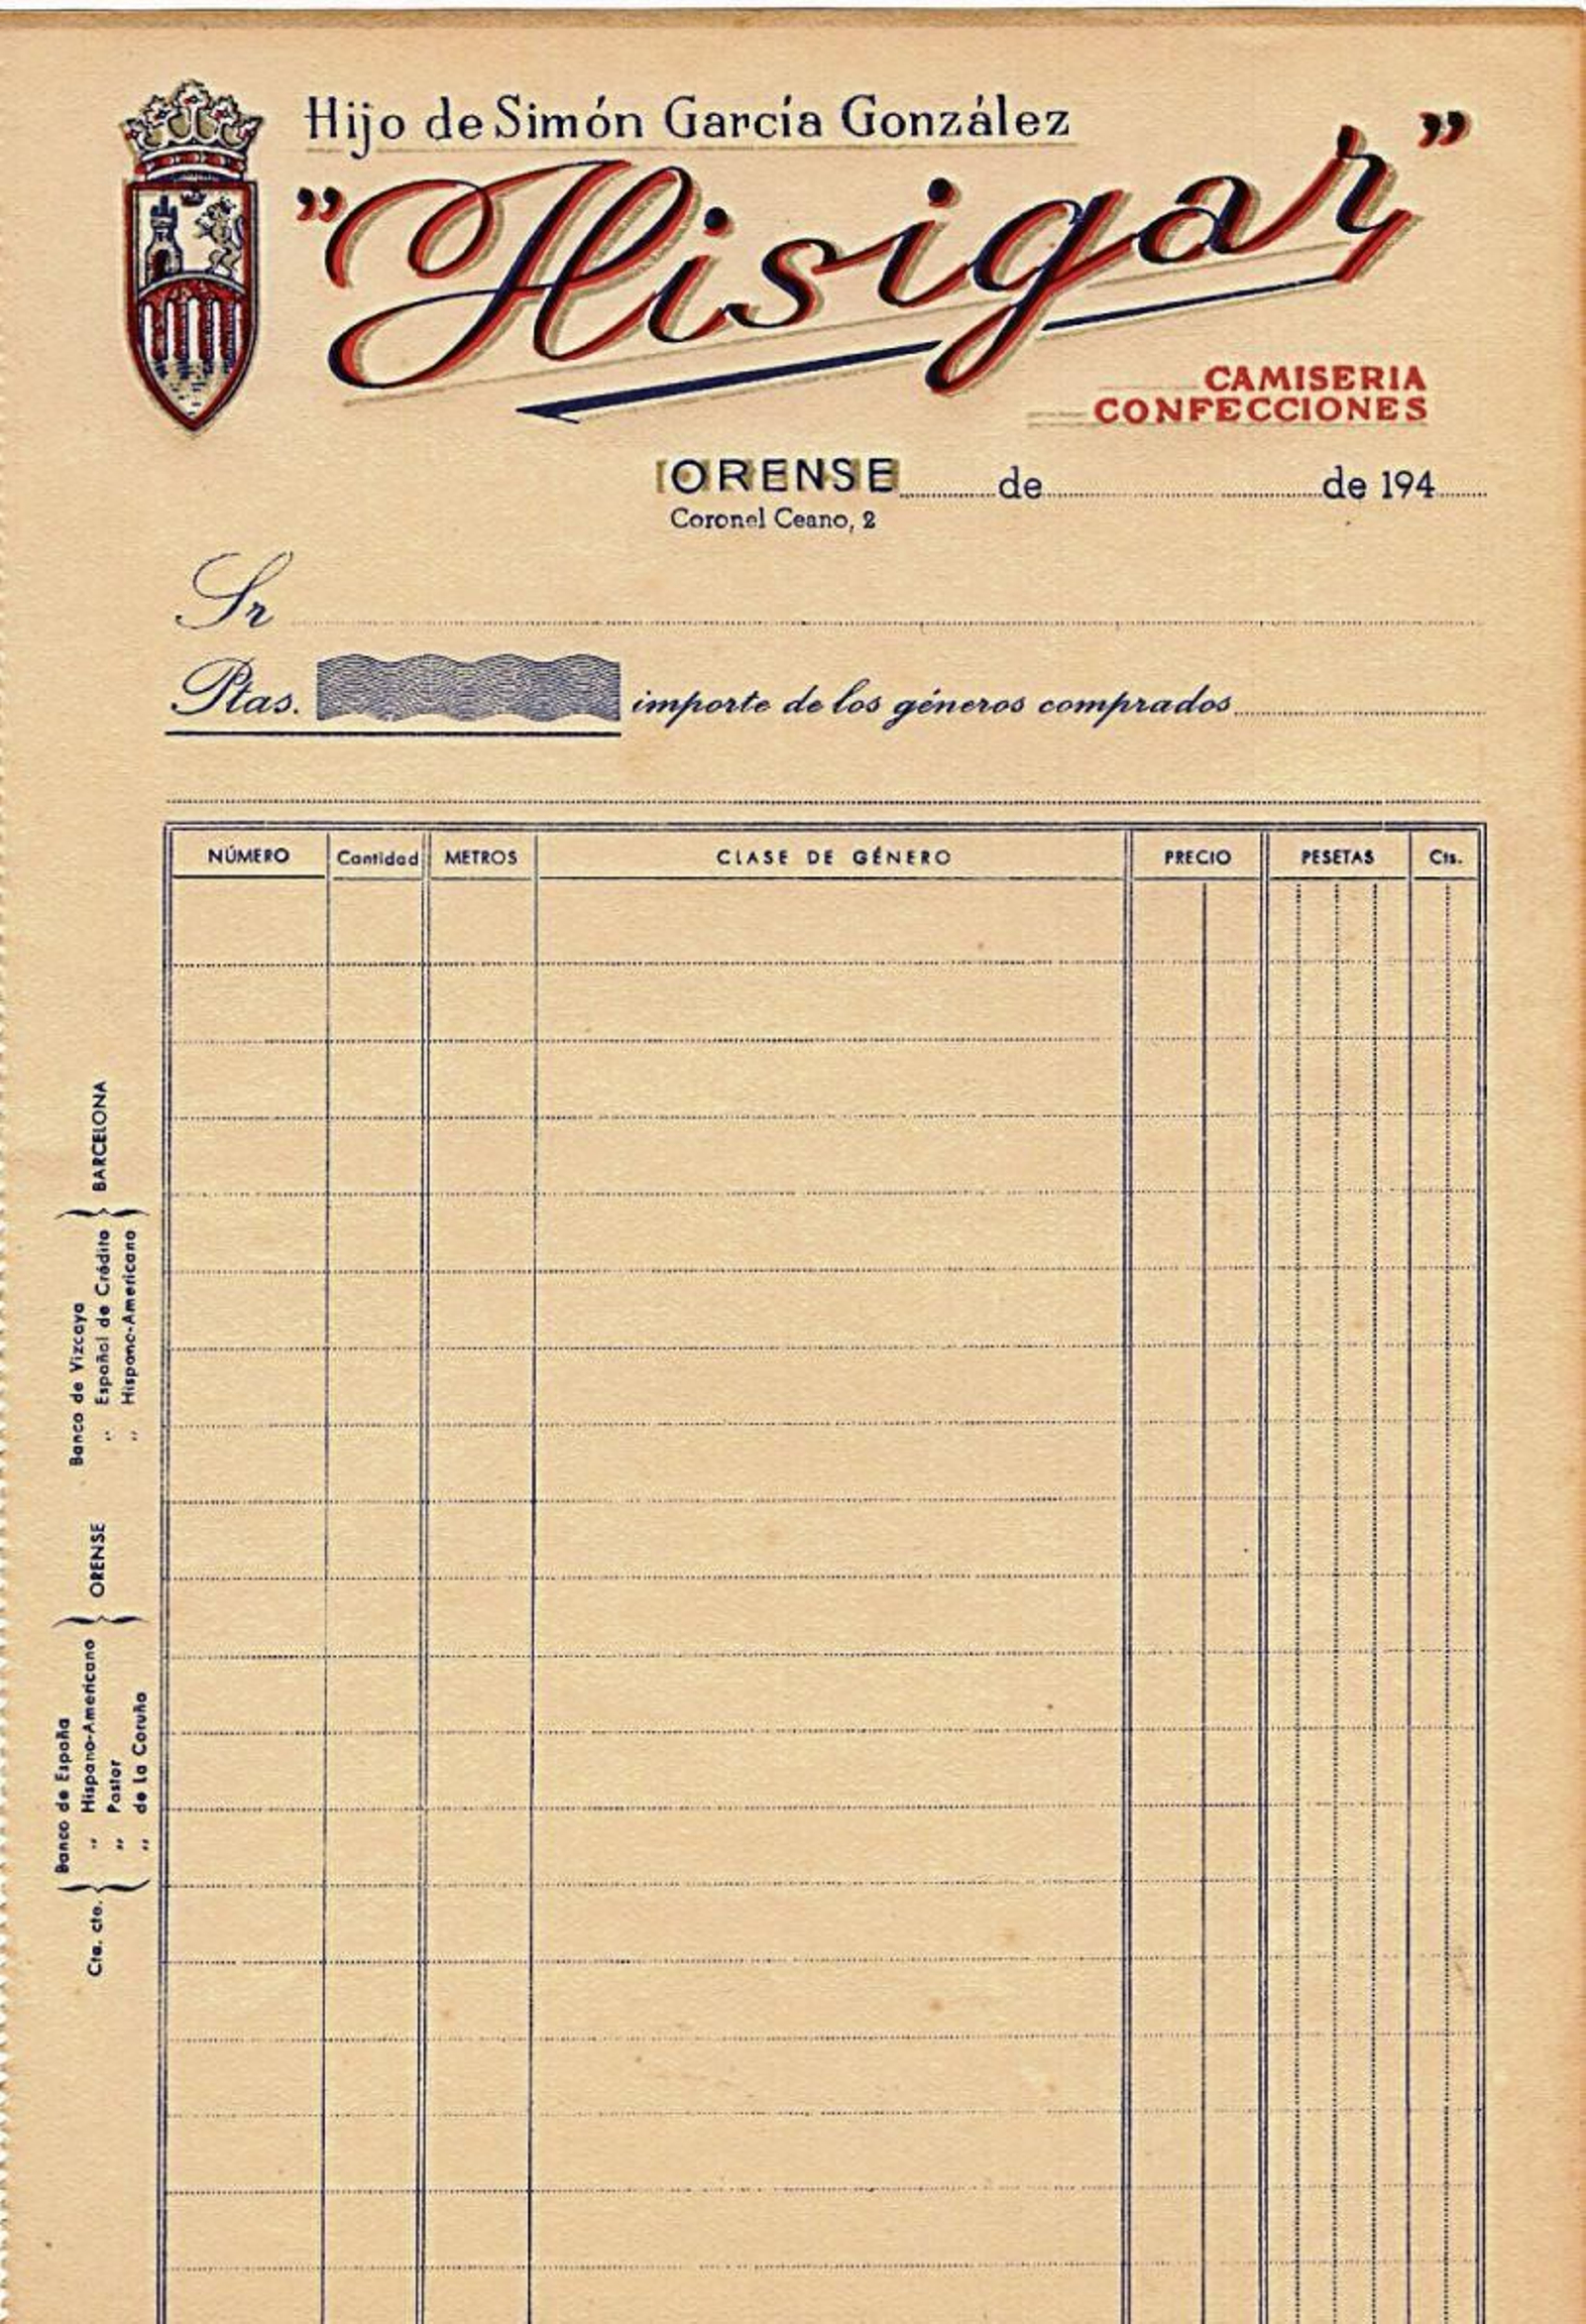 Hijo de Simón García González
"Hisigar"
CAMISERIA
CONFECCIONES
ORENSE de de 194
Coronel Ceano, 2
Sr
Ptas. importe de los géneros comprados
NÚMERO Cantidad METROS CLASE DE GÉNERO PRECIO PESETAS Cts.
Cta. cte.
Banco de España
" Hispano-Americano
" Pastor
" de La Coruña
ORENSE
Banco de Vizcaya
" Español de Crédito
" Hispano-Americano
BARCELONA